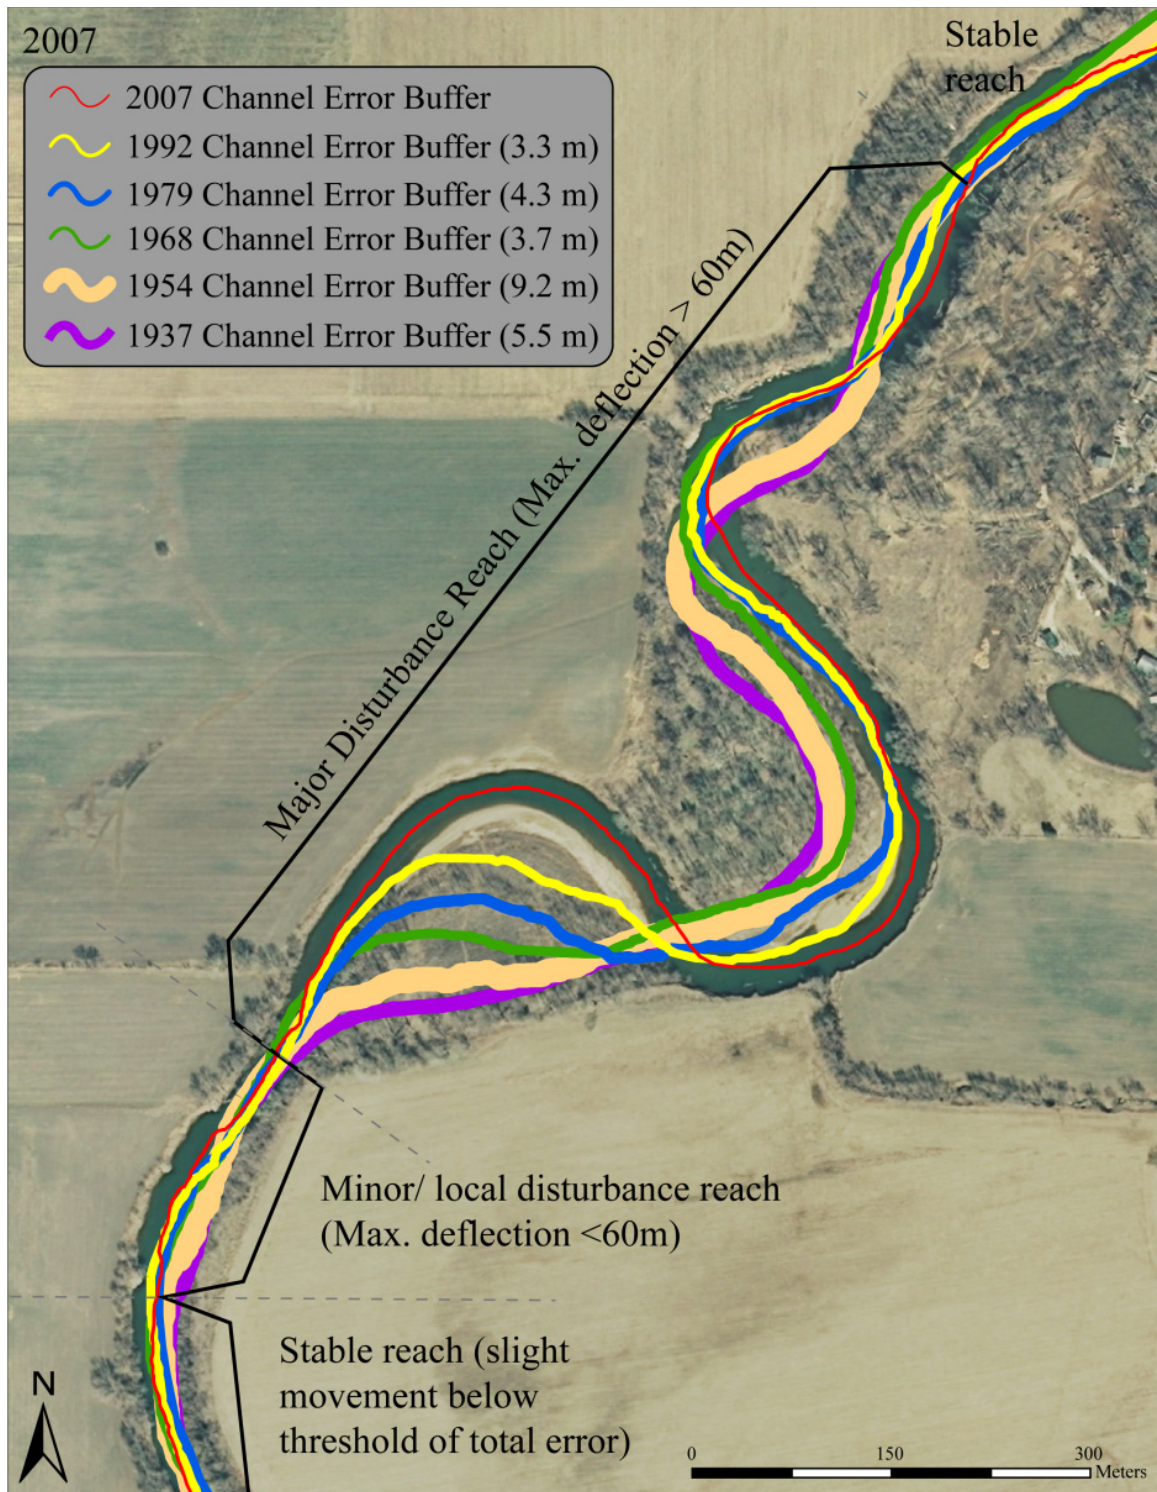 2007
Stable
reach
2007 Channel Error Buffer
1992 Channel Error Buffer (3.3 m)
1979 Channel Error Buffer (4.3 m)
1968 Channel Error Buffer (3.7 m)
1954 Channel Error Buffer (9.2 m)
1937 Channel Error Buffer (5.5 m)
Major Disturbance Reach (Max. deflection > 60m)
Minor/ local disturbance reach
(Max. deflection <60m)
Stable reach (slight
movement below
threshold of total error)
N
0 150 300
Meters